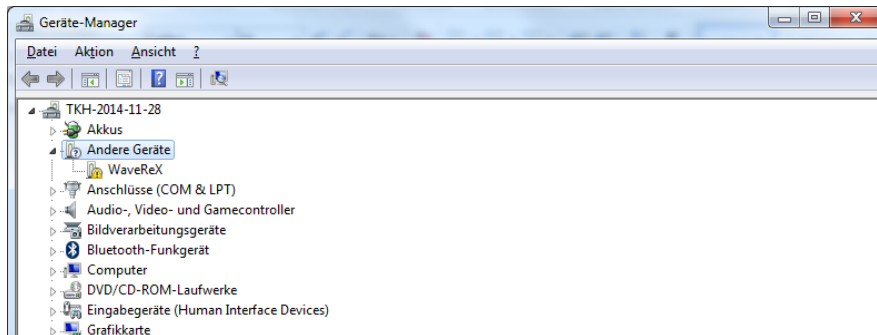 Geräte-Manager
Datei Aktion Ansicht ?
TKH-2014-11-28
Akkus
Andere Geräte
WaveReX
Anschlüsse (COM & LPT)
Audio-, Video- und Gamecontroller
Bildverarbeitungsgeräte
Bluetooth-Funkgerät
Computer
DVD/CD-ROM-Laufwerke
Eingabegeräte (Human Interface Devices)
Grafikkarte